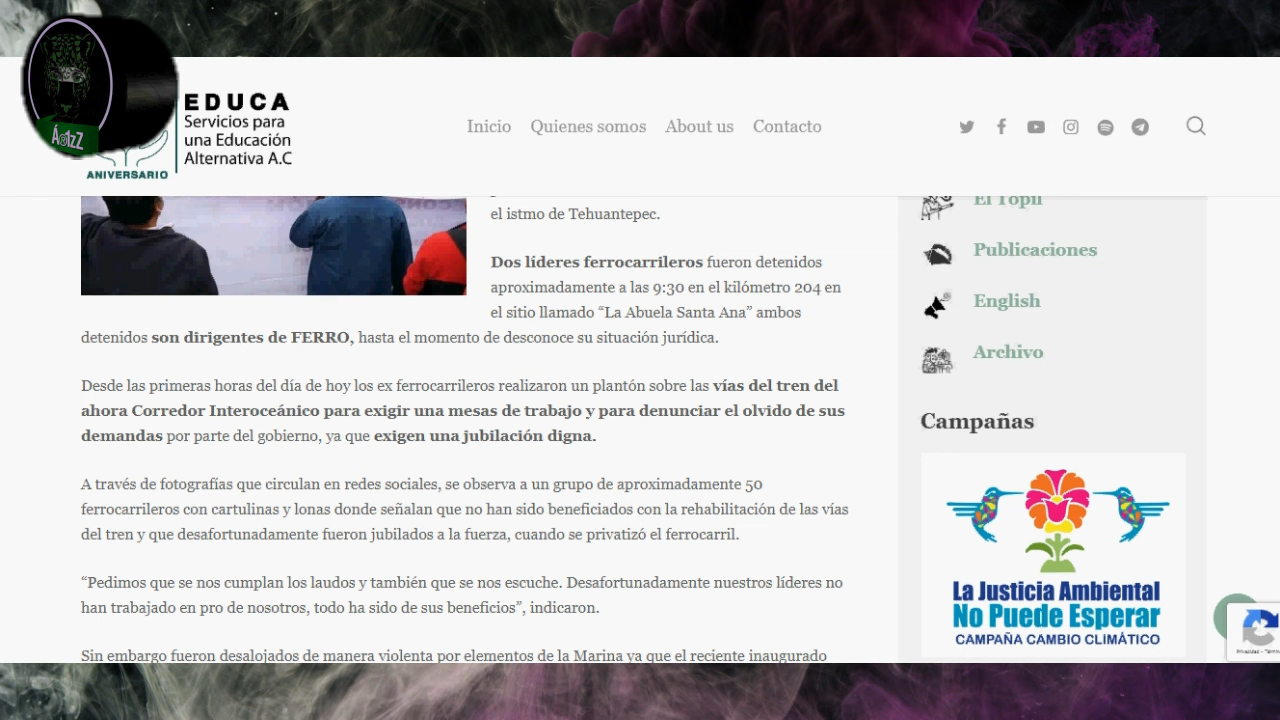 Á@1zZ
EDUCA
Servicios para
una Educación
Alternativa A.C
ANIVERSARIO
Inicio Quienes somos About us Contacto
el istmo de Tehuantepec.
Dos líderes ferrocarrileros fueron detenidos
aproximadamente a las 9:30 en el kilómetro 204 en
el sitio llamado “La Abuela Santa Ana” ambos
detenidos son dirigentes de FERRO, hasta el momento de desconoce su situación jurídica.
Desde las primeras horas del día de hoy los ex ferrocarrileros realizaron un plantón sobre las vías del tren del
ahora Corredor Interoceánico para exigir una mesas de trabajo y para denunciar el olvido de sus
demandas por parte del gobierno, ya que exigen una jubilación digna.
A través de fotografías que circulan en redes sociales, se observa a un grupo de aproximadamente 50
ferrocarrileros con cartulinas y lonas donde señalan que no han sido beneficiados con la rehabilitación de las vías
del tren y que desafortunadamente fueron jubilados a la fuerza, cuando se privatizó el ferrocarril.
“Pedimos que se nos cumplan los laudos y también que se nos escuche. Desafortunadamente nuestros líderes no
han trabajado en pro de nosotros, todo ha sido de sus beneficios”, indicaron.
Sin embargo fueron desalojados de manera violenta por elementos de la Marina ya que el reciente inaugurado
El Topil
Publicaciones
English
Archivo
Campañas
La Justicia Ambiental
No Puede Esperar
CAMPAÑA CAMBIO CLIMÁTICO